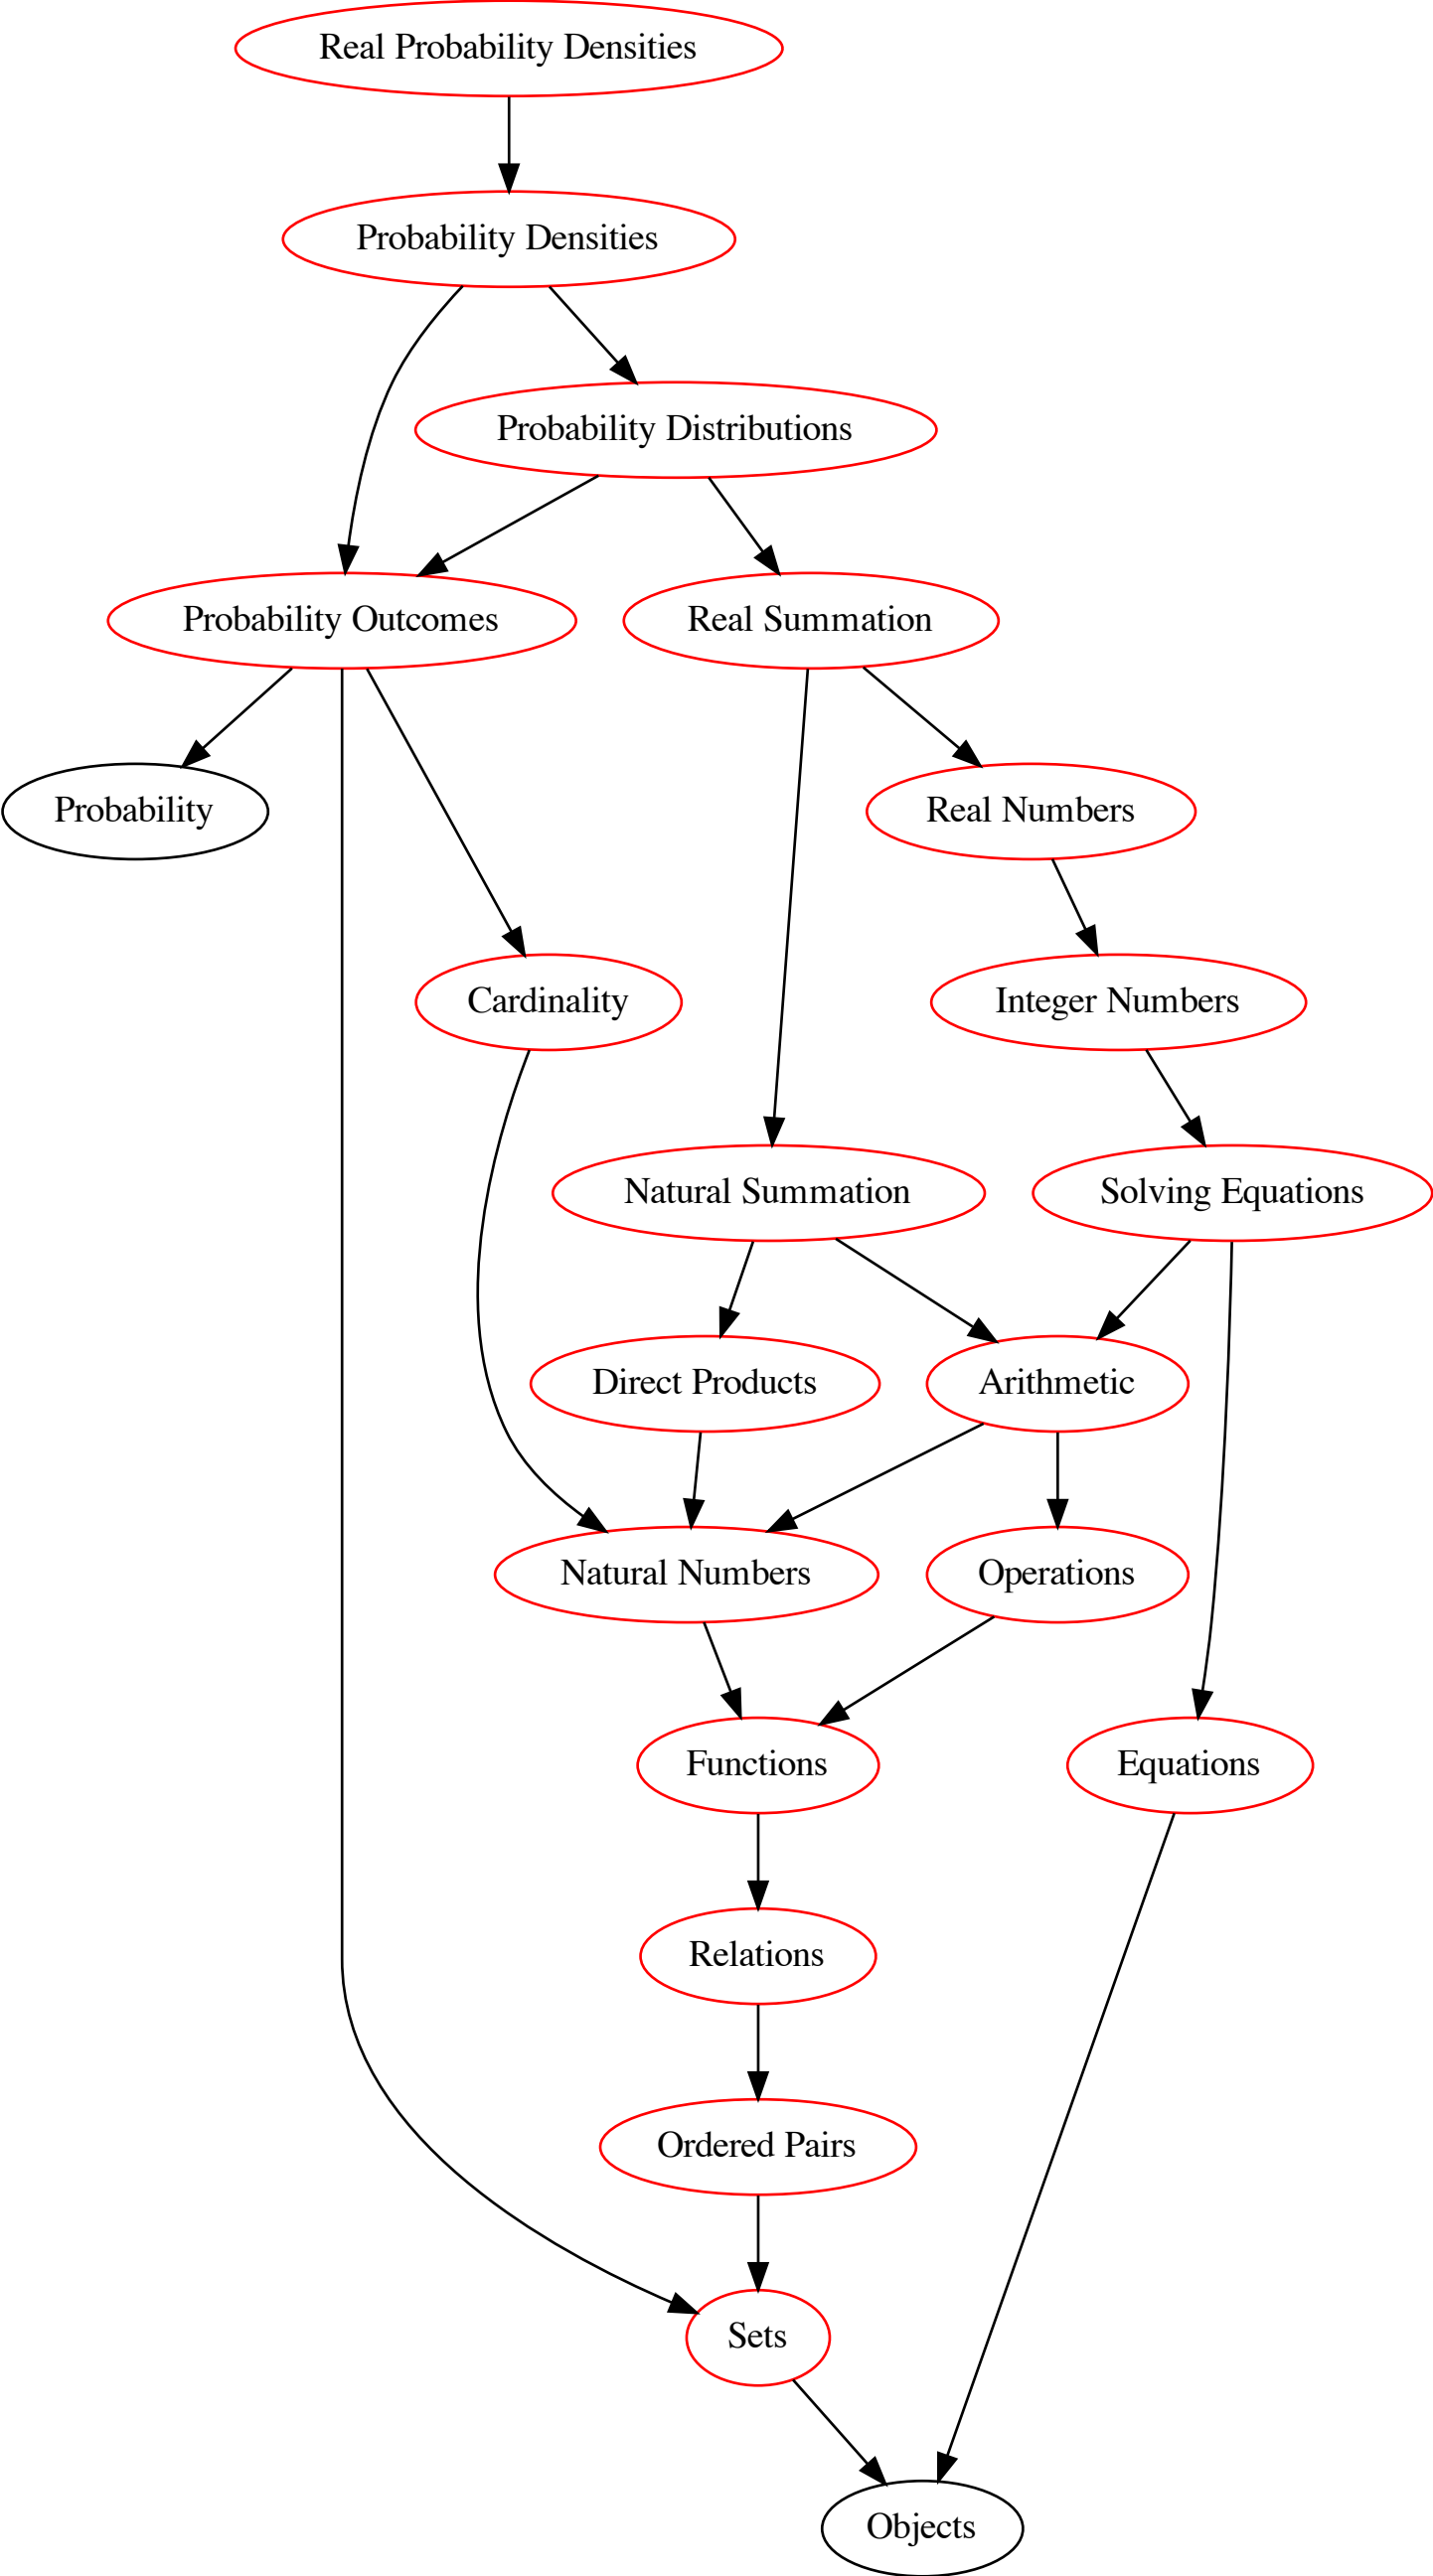 Real Probability Densities
Probability Densities
Probability Distributions
Probability Outcomes
Real Summation
Probability
Real Numbers
Cardinality
Integer Numbers
Natural Summation
Solving Equations
Direct Products
Arithmetic
Natural Numbers
Operations
Functions
Equations
Relations
Ordered Pairs
Sets
Objects